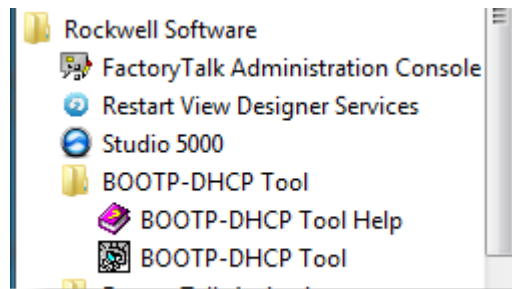 Rockwell Software
FactoryTalk Administration Console
Restart View Designer Services
Studio 5000
BOOTP-DHCP Tool
BOOTP-DHCP Tool Help
BOOTP-DHCP Tool